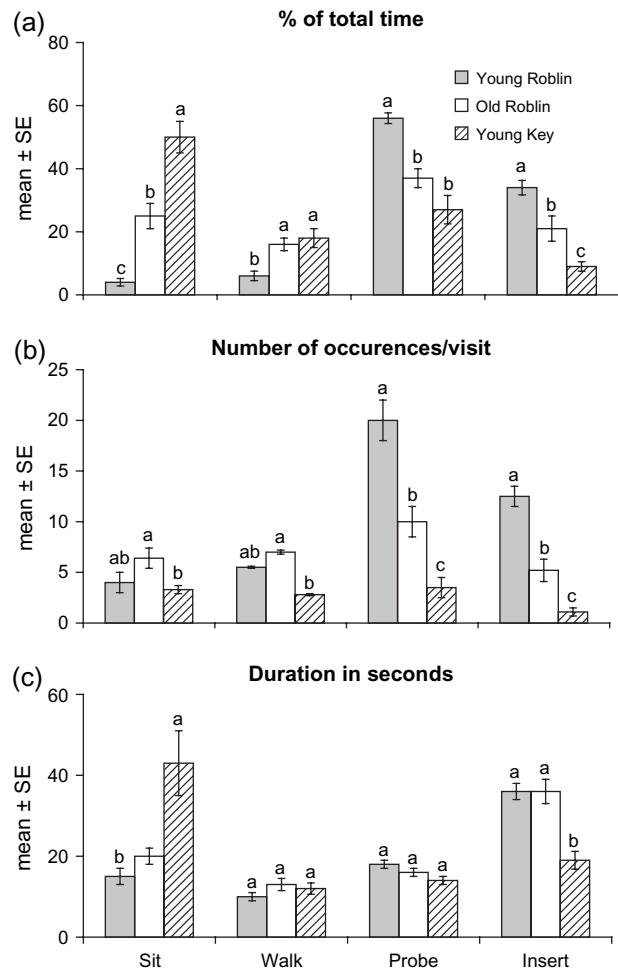 (a) % of total time
mean ± SE
80
60
40
20
0
Young Roblin
Old Roblin
Young Key
c b a
b a a
a b b
a b c
(b) Number of occurences/visit
mean ± SE
25
20
15
10
5
0
ab a b
ab a b
a b c
a b c
(c) Duration in seconds
mean ± SE
60
40
20
0
b a
a a a
a a a
a a b
Sit Walk Probe Insert